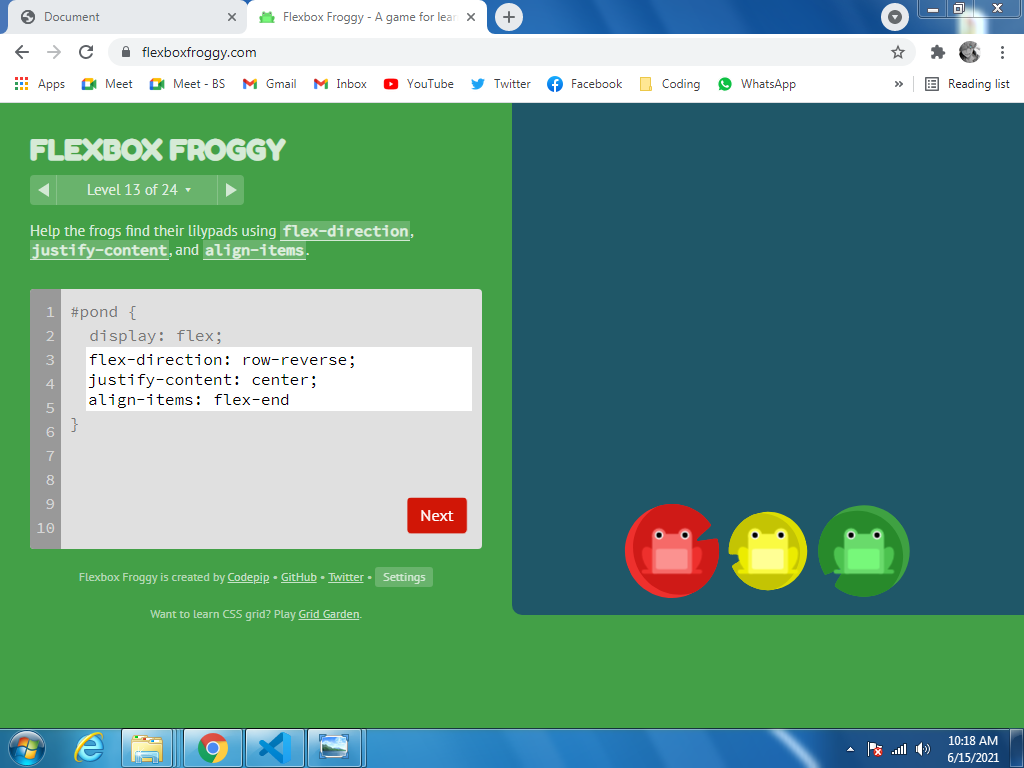 Document
Flexbox Froggy - A game for lear
flexboxfroggy.com
Apps Meet Meet - BS Gmail Inbox YouTube Twitter Facebook Coding WhatsApp » Reading list
FLEXBOX FROGGY
Level 13 of 24
Help the frogs find their lilypads using flex-direction,
justify-content, and align-items.
1 #pond {
2 display: flex;
3 flex-direction: row-reverse;
4 justify-content: center;
5 align-items: flex-end
6 }
7
8
9
10
Next
Flexbox Froggy is created by Codepip • GitHub • Twitter • Settings
Want to learn CSS grid? Play Grid Garden.
10:18 AM
6/15/2021